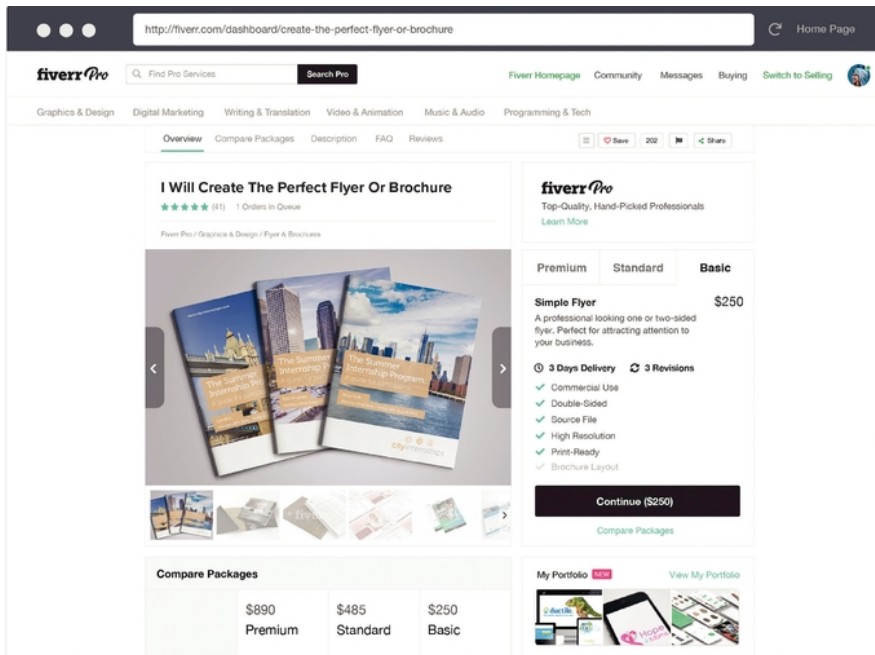 http://fiverr.com/dashboard/create-the-perfect-flyer-or-brochure
Home Page
fiverr Pro
Find Pro Services
Search Pro
Fiverr Homepage
Community
Messages
Buying
Switch to Selling
Graphics & Design
Digital Marketing
Writing & Translation
Video & Animation
Music & Audio
Programming & Tech
Overview
Compare Packages
Description
FAQ
Reviews
Save
202
Share
I Will Create The Perfect Flyer Or Brochure
(41)
1 Orders in Queue
Fiverr Pro / Graphics & Design / Flyer & Brochures
The Summer
Internship
The Summer
Internship Pro
The Summer
Internship Program.
cityinternships
fiverr Pro
Top-Quality, Hand-Picked Professionals
Learn More
Premium
Standard
Basic
Simple Flyer
$250
A professional looking one or two-sided
flyer. Perfect for attracting attention to
your business.
3 Days Delivery
3 Revisions
Commercial Use
Double-Sided
Source File
High Resolution
Print-Ready
Brochure Layout
Continue ($250)
Compare Packages
Compare Packages
$890
$485
$250
Premium
Standard
Basic
My Portfolio
NEW
View My Portfolio
ductile
Hope